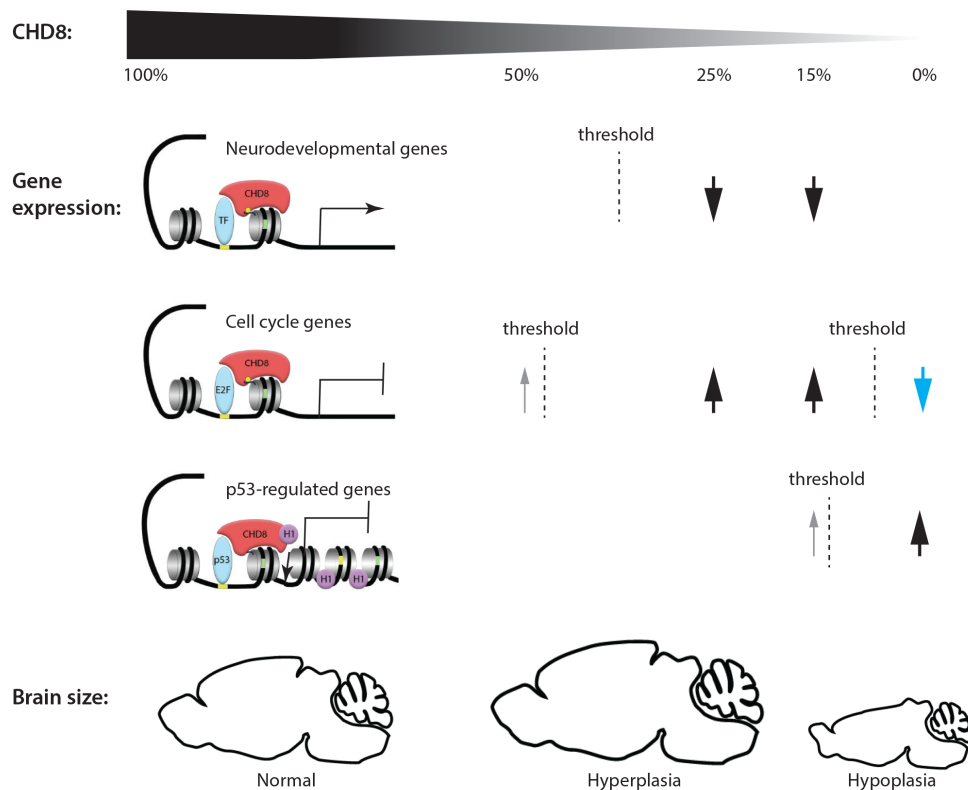 CHD8:
100%
50%
25%
15%
0%
Gene
expression:
Neurodevelopmental genes
threshold
CHD8
TF
Cell cycle genes
threshold
threshold
CHD8
E2F
p53-regulated genes
threshold
CHD8
H1
p53
H1
H1
Brain size:
Normal
Hyperplasia
Hypoplasia